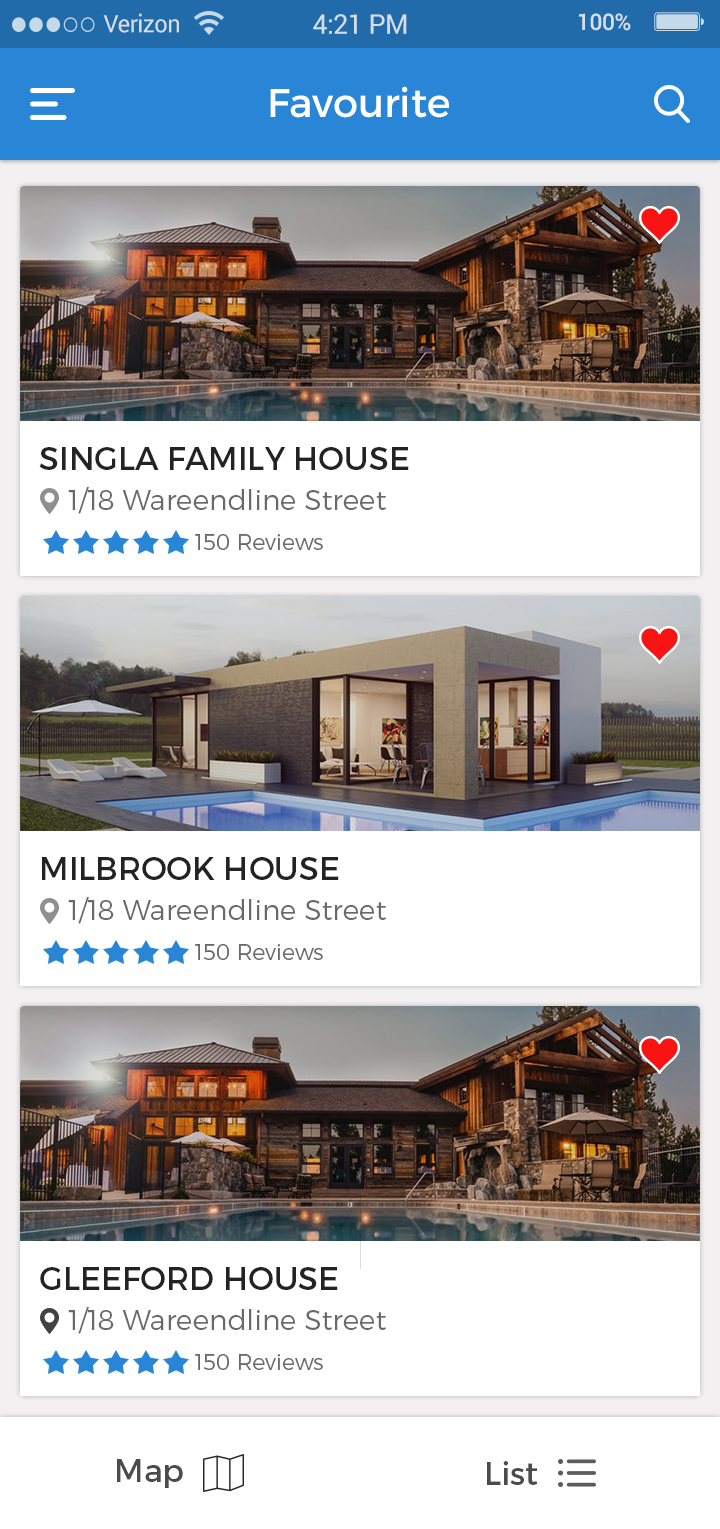 Verizon 4:21 PM 100%
Favourite
SINGLA FAMILY HOUSE
1/18 Wareendline Street
150 Reviews
MILBROOK HOUSE
1/18 Wareendline Street
150 Reviews
GLEEFORD HOUSE
1/18 Wareendline Street
150 Reviews
Map List